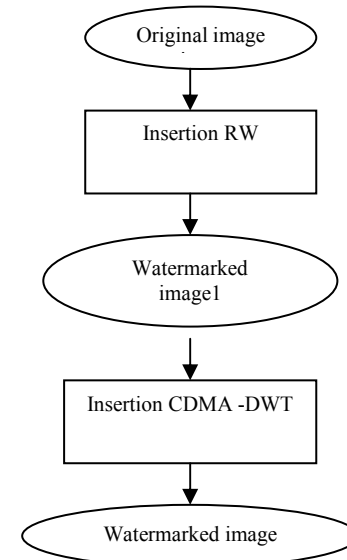 Original image
Insertion RW
Watermarked
image1
Insertion CDMA -DWT
Watermarked image